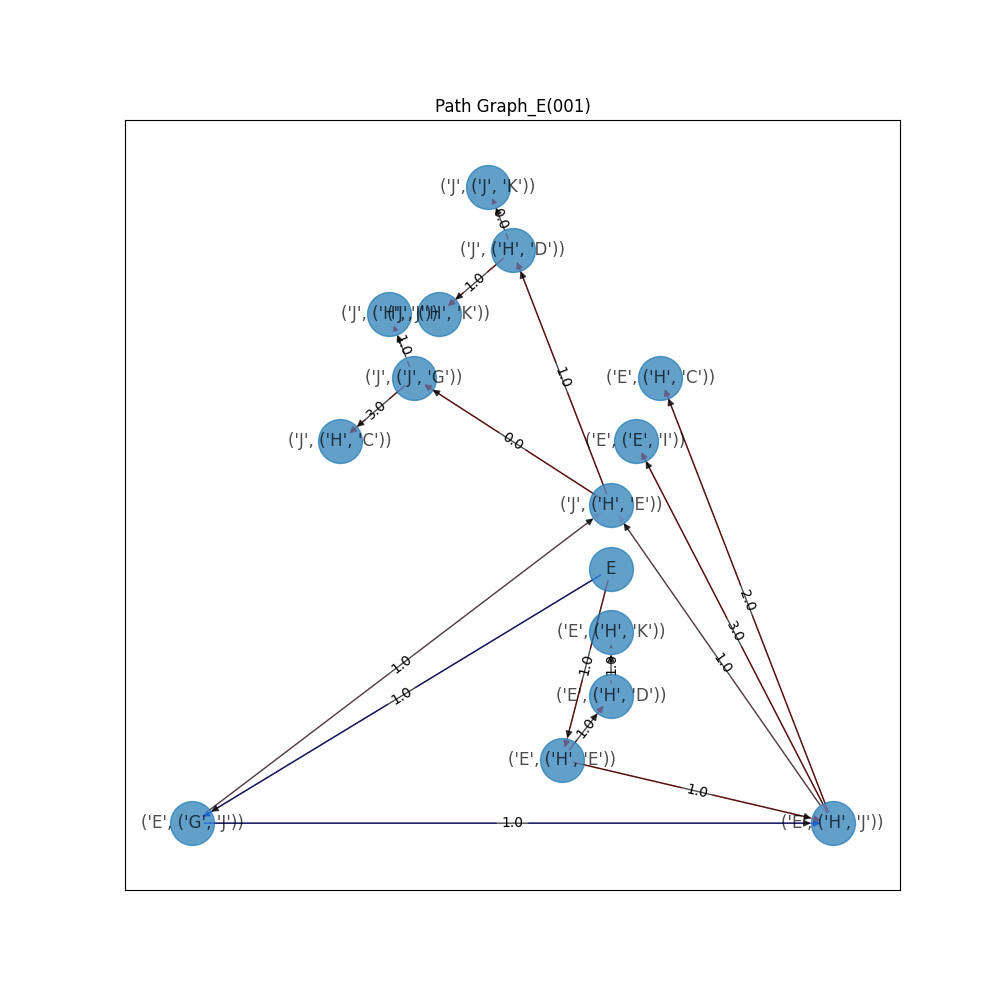 Path Graph_E(001)
('J', ('J', 'K'))
0.0
('J', ('H', 'D'))
1.0
('J', ('H', 'J'))
('J', ('H', 'K'))
1.0
('J', ('J', 'G'))
1.0
('E', ('H', 'C'))
3.0
0.0
('J', ('H', 'C'))
('E', ('E', 'I'))
('J', ('H', 'E'))
E
2.0
3.0
('E', ('H', 'K'))
1.0
1.0
1.0
1.0
('E', ('H', 'D'))
1.0
1.0
('E', ('H', 'E'))
1.0
('E', ('G', 'J'))
1.0
('E', ('H', 'J'))